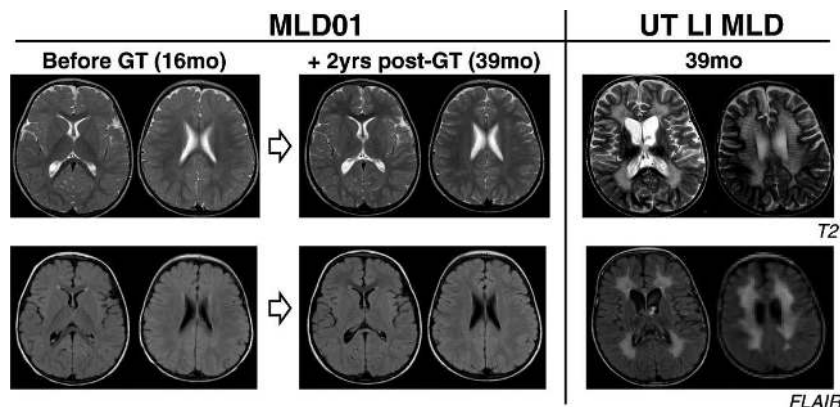 MLD01
UT LI MLD
Before GT (16mo)
+ 2yrs post-GT (39mo)
39mo
T2
FLAIR